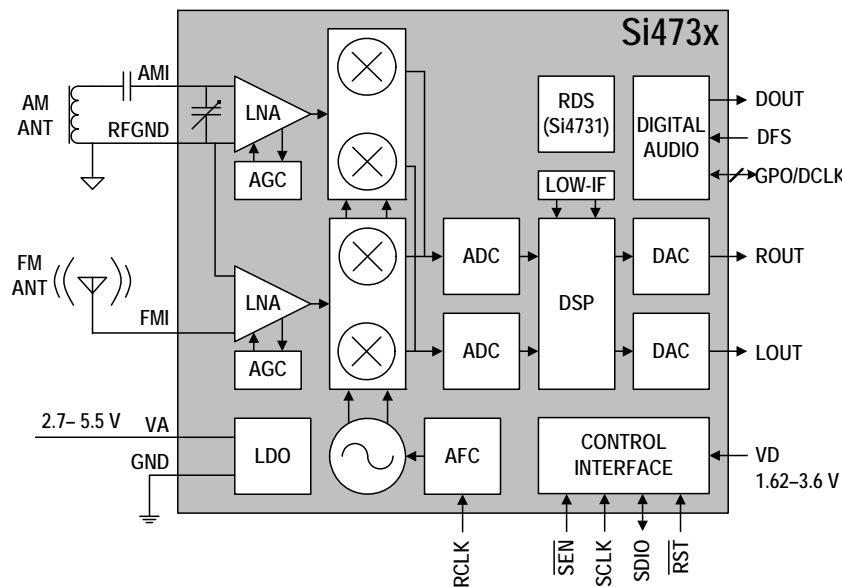 Si473x
AM
ANT
AMI
RFGND
LNA
AGC
RDS
(Si4731)
DIGITAL
AUDIO
DOUT
DFS
GPO/DCLK
LOW-IF
FM
ANT
FMI
LNA
AGC
ADC
ADC
DSP
DAC
DAC
ROUT
LOUT
2.7– 5.5 V
VA
GND
LDO
AFC
CONTROL
INTERFACE
VD
1.62–3.6 V
RCLK
SEN
SCLK
SDIO
RST